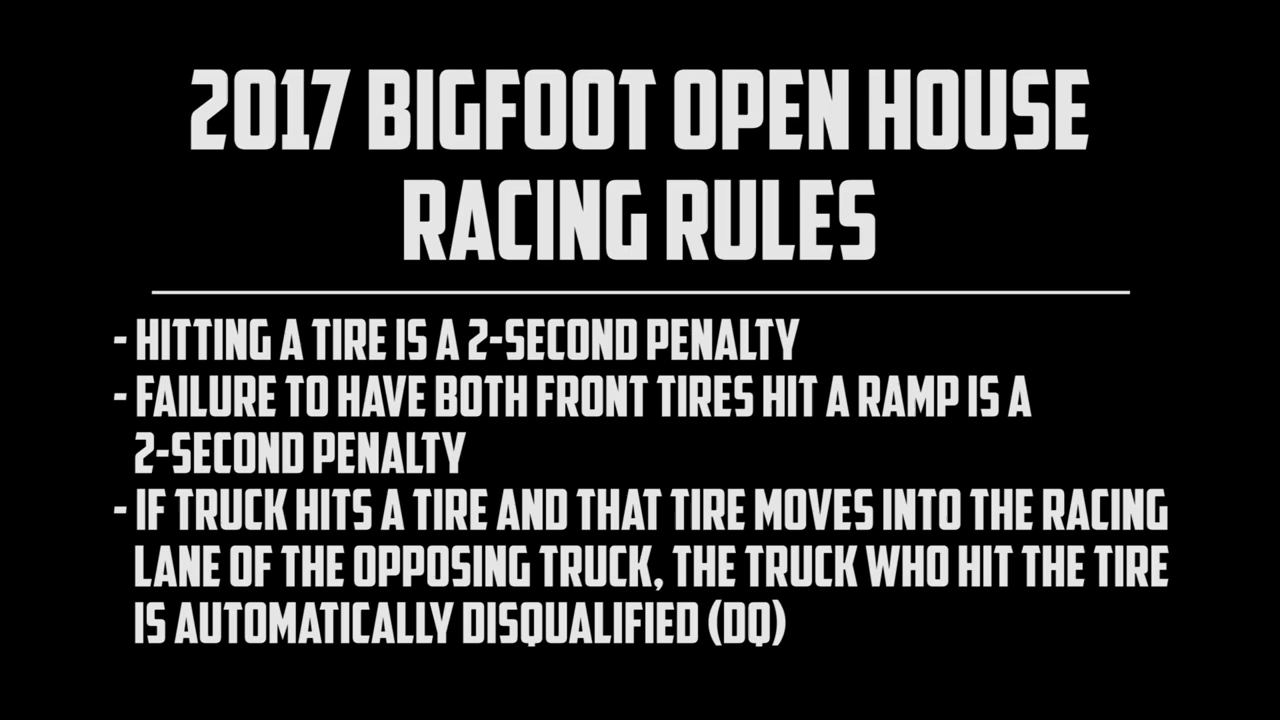 2017 BIGFOOT OPEN HOUSE
RACING RULES
- HITTING A TIRE IS A 2-SECOND PENALTY
- FAILURE TO HAVE BOTH FRONT TIRES HIT A RAMP IS A
2-SECOND PENALTY
- IF TRUCK HITS A TIRE AND THAT TIRE MOVES INTO THE RACING
LANE OF THE OPPOSING TRUCK, THE TRUCK WHO HIT THE TIRE
IS AUTOMATICALLY DISQUALIFIED (DQ)